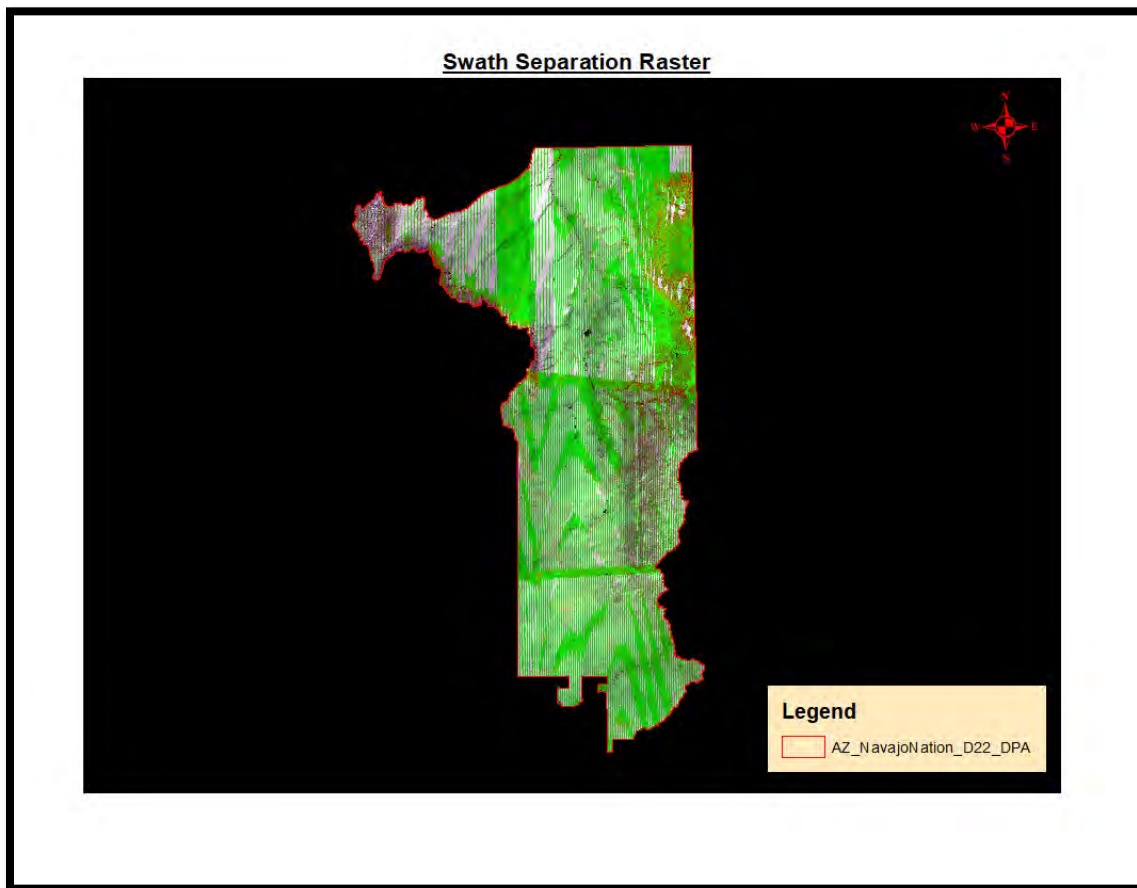 Swath Separation Raster
N
W E
S
Legend
AZ_NavajoNation_D22_DPA